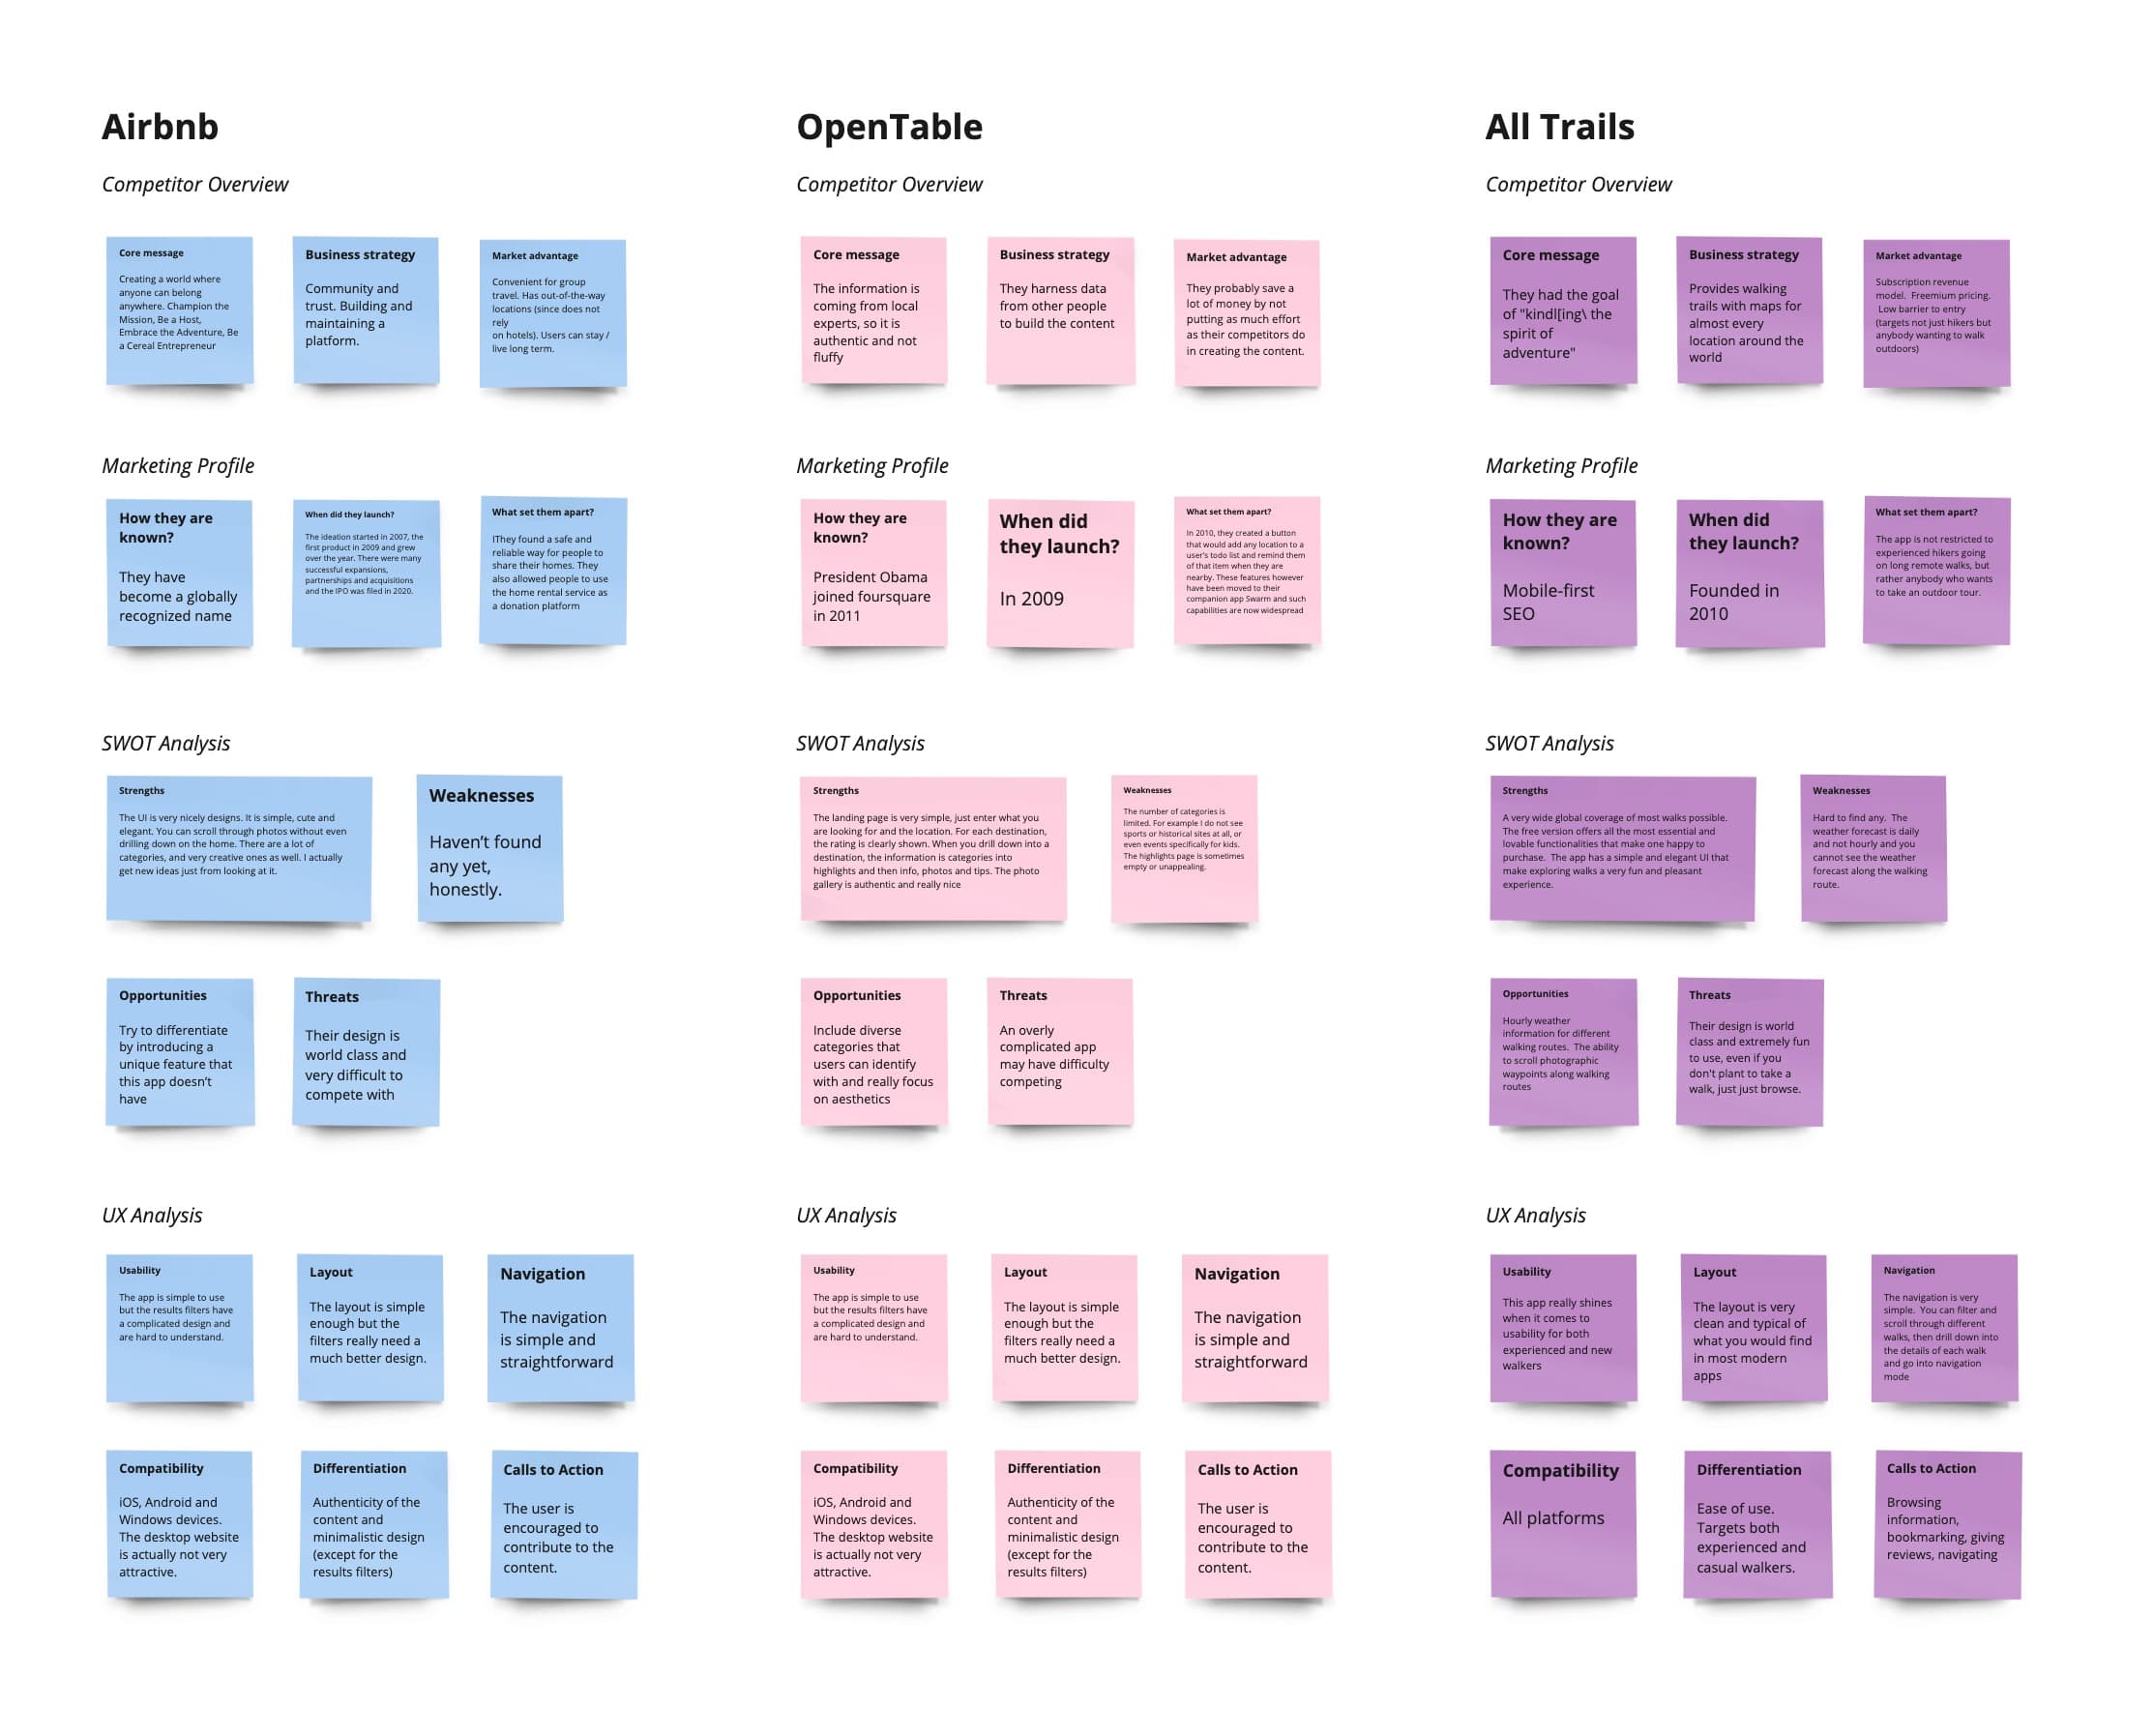 Airbnb
Competitor Overview
Core message
Creating a world where
anyone can belong
anywhere. Champion the
Mission, Be a Host,
Embrace the Adventure, Be
a Cereal Entrepreneur
Business strategy
Community and
trust. Building and
maintaining a
platform.
Market advantage
Convenient for group
travel. Has out-of-the-way
locations (since does not
rely
on hotels). Users can stay /
live long term.
Marketing Profile
How they are
known?
They have
become a globally
recognized name
When did they launch?
The ideation started in 2007, the
first product in 2009 and grew
over the year. There were many
successful expansions,
partnerships and acquisitions
and the IPO was filed in 2020.
What set them apart?
IThey found a safe and
reliable way for people to
share their homes. They
also allowed people to use
the home rental service as
a donation platform
SWOT Analysis
Strengths
The UI is very nicely designs. It is simple, cute and
elegant. You can scroll through photos without even
drilling down on the home. There are a lot of
categories, and very creative ones as well. I actually
get new ideas just from looking at it.
Weaknesses
Haven't found
any yet,
honestly.
Opportunities
Try to differentiate
by introducing a
unique feature that
this app doesn't
have
Threats
Their design is
world class and
very difficult to
compete with
UX Analysis
Usability
The app is simple to use
but the results filters have
a complicated design and
are hard to understand.
Layout
The layout is simple
enough but the
filters really need a
much better design.
Navigation
The navigation
is simple and
straightforward
Compatibility
iOS, Android and
Windows devices.
The desktop website
is actually not very
attractive.
Differentiation
Authenticity of the
content and
minimalistic design
(except for the
results filters)
Calls to Action
The user is
encouraged to
contribute to the
content.
OpenTable
Competitor Overview
Core message
The information is
coming from local
experts, so it is
authentic and not
fluffy
Business strategy
They harness data
from other people
to build the content
Market advantage
They probably save a
lot of money by not
putting as much effort
as their competitors do
in creating the content.
Marketing Profile
How they are
known?
President Obama
joined foursquare
in 2011
When did
they launch?
In 2009
What set them apart?
In 2010, they created a button
that would add any location to a
user's todo list and remind them
of that item when they are
nearby. These features however
have been moved to their
companion app Swarm and such
capabilities are now widespread
SWOT Analysis
Strengths
The landing page is very simple, just enter what you
are looking for and the location. For each destination,
the rating is clearly shown. When you drill down into a
destination, the information is categories into
highlights and then info, photos and tips. The photo
gallery is authentic and really nice
Weaknesses
The number of categories is
limited. For example I do not see
sports or historical sites at all, or
even events specifically for kids.
The highlights page is sometimes
empty or unappealing.
Opportunities
Include diverse
categories that
users can identify
with and really focus
on aesthetics
Threats
An overly
complicated app
may have difficulty
competing
UX Analysis
Usability
The app is simple to use
but the results filters have
a complicated design and
are hard to understand.
Layout
The layout is simple
enough but the
filters really need a
much better design.
Navigation
The navigation
is simple and
straightforward
Compatibility
iOS, Android and
Windows devices.
The desktop website
is actually not very
attractive.
Differentiation
Authenticity of the
content and
minimalistic design
(except for the
results filters)
Calls to Action
The user is
encouraged to
contribute to the
content.
All Trails
Competitor Overview
Core message
They had the goal
of "kindl[ing\ the
spirit of
adventure"
Business strategy
Provides walking
trails with maps for
almost every
location around the
world
Market advantage
Subscription revenue
model.  Freemium pricing.
Low barrier to entry
(targets not just hikers but
anybody wanting to walk
outdoors)
Marketing Profile
How they are
known?
Mobile-first
SEO
When did
they launch?
Founded in
2010
What set them apart?
The app is not restricted to
experienced hikers going
on long remote walks, but
rather anybody who wants
to take an outdoor tour.
SWOT Analysis
Strengths
A very wide global coverage of most walks possible.
The free version offers all the most essential and
lovable functionalities that make one happy to
purchase.  The app has a simple and elegant UI that
make exploring walks a very fun and pleasant
experience.
Weaknesses
Hard to find any.  The
weather forecast is daily
and not hourly and you
cannot see the weather
forecast along the walking
route.
Opportunities
Hourly weather
information for different
walking routes.  The ability
to scroll photographic
waypoints along walking
routes
Threats
Their design is world
class and extremely fun
to use, even if you
don't plant to take a
walk, just just browse.
UX Analysis
Usability
This app really shines
when it comes to
usability for both
experienced and new
walkers
Layout
The layout is very
clean and typical of
what you would find
in most modern
apps
Navigation
The navigation is very
simple.  You can filter and
scroll through different
walks, then drill down into
the details of each walk
and go into navigation
mode
Compatibility
All platforms
Differentiation
Ease of use.
Targets both
experienced and
casual walkers.
Calls to Action
Browsing
information,
bookmarking, giving
reviews, navigating